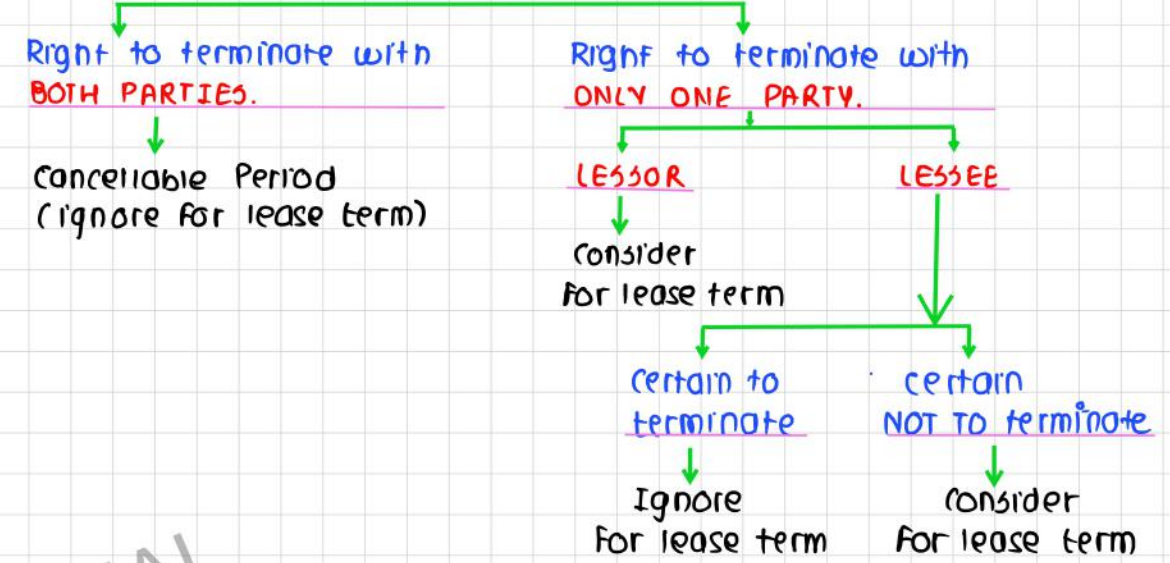 Right to terminate with
BOTH PARTIES.
Cancellable Period
(ignore for lease term)
Right to terminate with
ONLY ONE PARTY.
LESSOR
Consider
for lease term
LESSEE
Certain to
terminate
Ignore
for lease term
certain
NOT TO terminate
Consider
for lease term